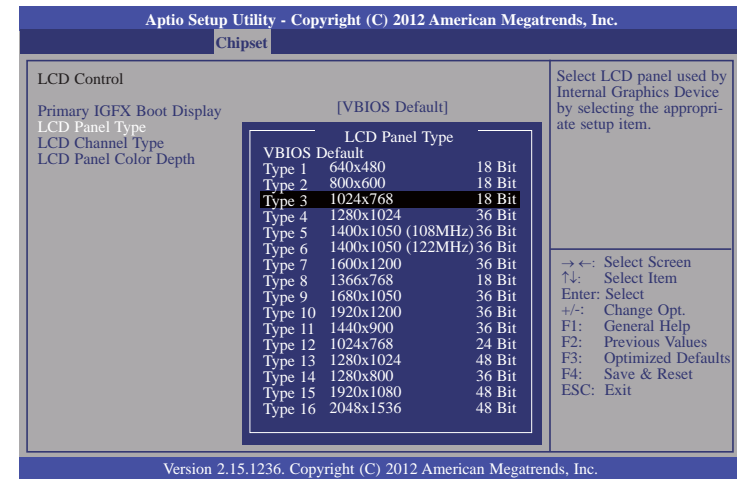 Aptio Setup Utility - Copyright (C) 2012 American Megatrends, Inc.
Chipset
LCD Control
Primary IGFX Boot Display [VBIOS Default]
LCD Panel Type
LCD Channel Type
LCD Panel Color Depth
LCD Panel Type
VBIOS Default
Type 1 640x480 18 Bit
Type 2 800x600 18 Bit
Type 3 1024x768 18 Bit
Type 4 1280x1024 36 Bit
Type 5 1400x1050 (108MHz) 36 Bit
Type 6 1400x1050 (122MHz) 36 Bit
Type 7 1600x1200 36 Bit
Type 8 1366x768 18 Bit
Type 9 1680x1050 36 Bit
Type 10 1920x1200 36 Bit
Type 11 1440x900 36 Bit
Type 12 1024x768 24 Bit
Type 13 1280x1024 48 Bit
Type 14 1280x800 36 Bit
Type 15 1920x1080 48 Bit
Type 16 2048x1536 48 Bit
Select LCD panel used by
Internal Graphics Device
by selecting the appropri-
ate setup item.
→←: Select Screen
↑↓: Select Item
Enter: Select
+/-: Change Opt.
F1: General Help
F2: Previous Values
F3: Optimized Defaults
F4: Save & Reset
ESC: Exit
Version 2.15.1236. Copyright (C) 2012 American Megatrends, Inc.